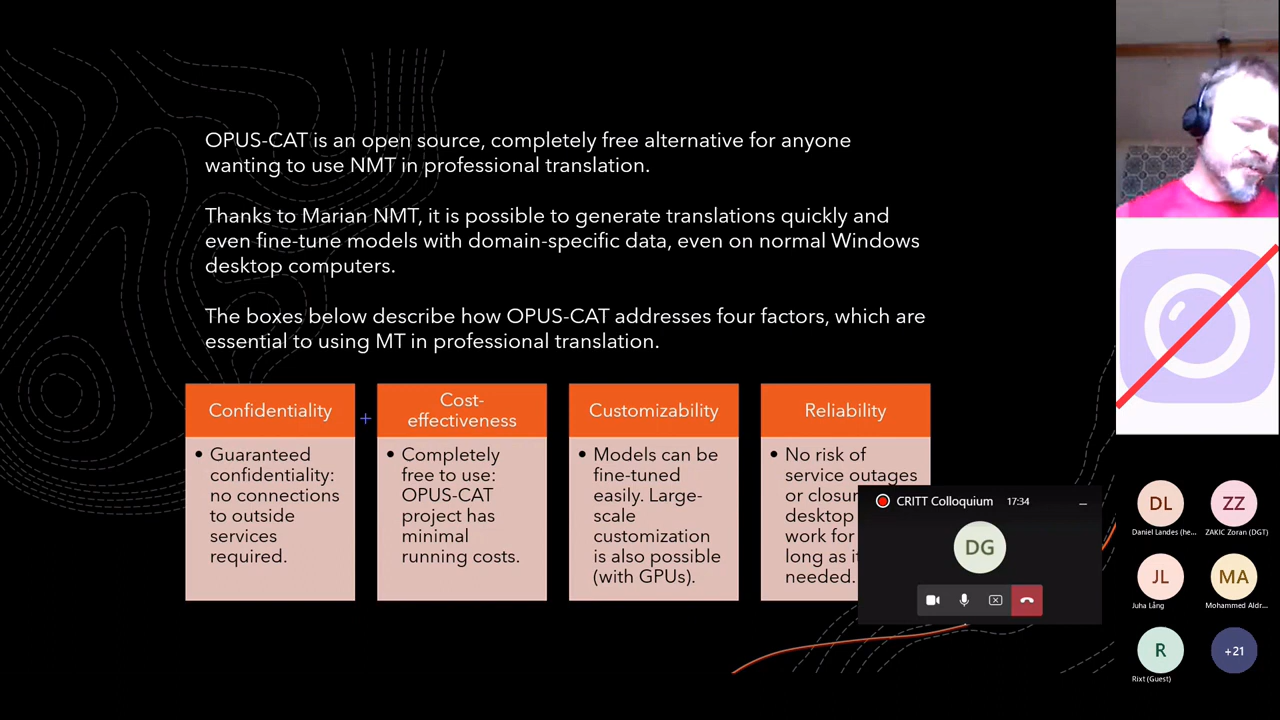 OPUS-CAT is an open source, completely free alternative for anyone
wanting to use NMT in professional translation.
Thanks to Marian NMT, it is possible to generate translations quickly and
even fine-tune models with domain-specific data, even on normal Windows
desktop computers.
The boxes below describe how OPUS-CAT addresses four factors, which are
essential to using MT in professional translation.
Confidentiality
• Guaranteed
confidentiality:
no connections
to outside
services
required.
Cost-
effectiveness
• Completely
free to use:
OPUS-CAT
project has
minimal
running costs.
Customizability
• Models can be
fine-tuned
easily. Large-
scale
customization
is also possible
(with GPUs).
Reliability
• No risk of
service outages
or
desktop
work for
long as
needed.
CRITT Colloquium 17:34
DG
DL
Daniel Landes (he...
ZZ
ZAKIC Zoran (DGT)
JL
Juha Lång
MA
Mohammed Aldr...
R
Rixt (Guest)
+21